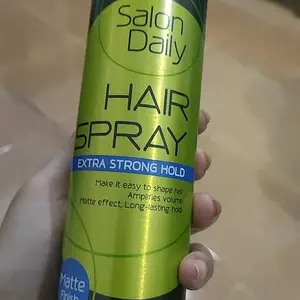 Salon
Daily
HAIR
SPRAY
EXTRA STRONG HOLD
Make it easy to shape hair
Amplifies volume
Matte effect, Long-lasting hold
Matte
Finish